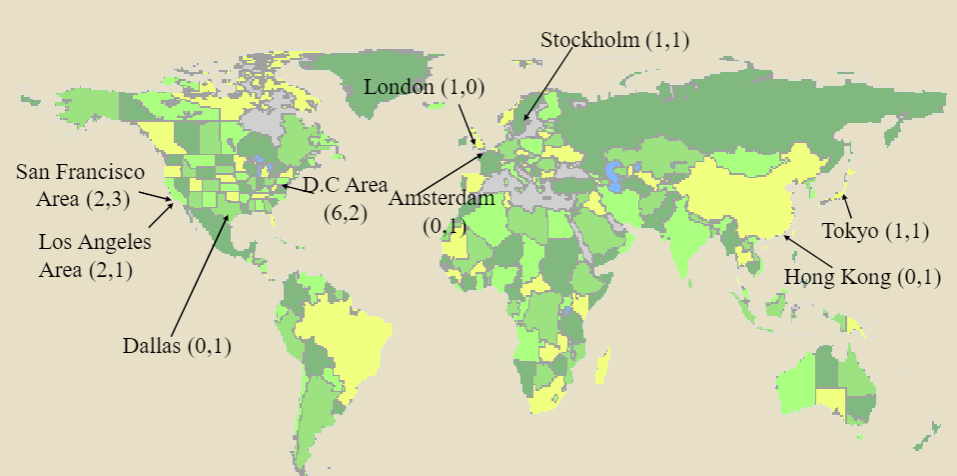 Stockholm (1,1)
London (1,0)
San Francisco
Area (2,3)
D.C Area
(6,2)
Amsterdam
(0,1)
Los Angeles
Area (2,1)
Tokyo (1,1)
Hong Kong (0,1)
Dallas (0,1)